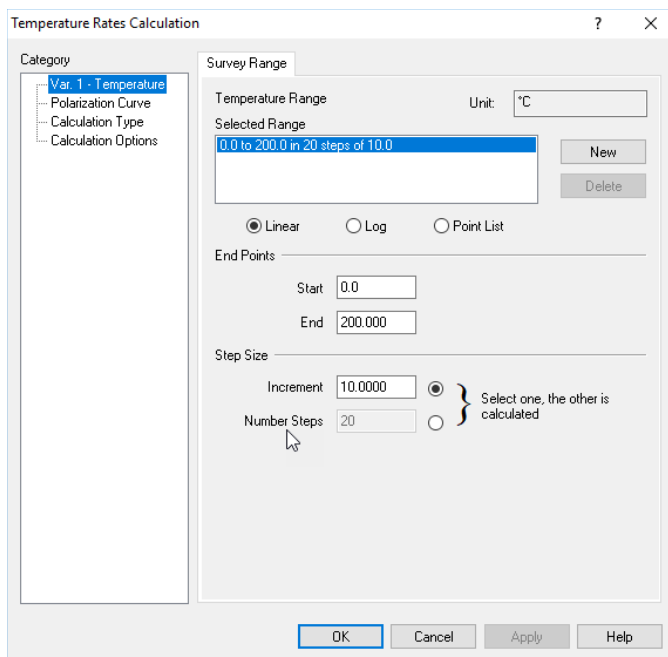 Temperature Rates Calculation ? ×
Category
Var. 1 - Temperature
Polarization Curve
Calculation Type
Calculation Options
Survey Range
Temperature Range
Unit: °C
Selected Range
0.0 to 200.0 in 20 steps of 10.0
New
Delete
Linear Log Point List
End Points
Start 0.0
End 200.000
Step Size
Increment 10.0000
Number Steps 20
Select one, the other is
calculated
OK Cancel Apply Help